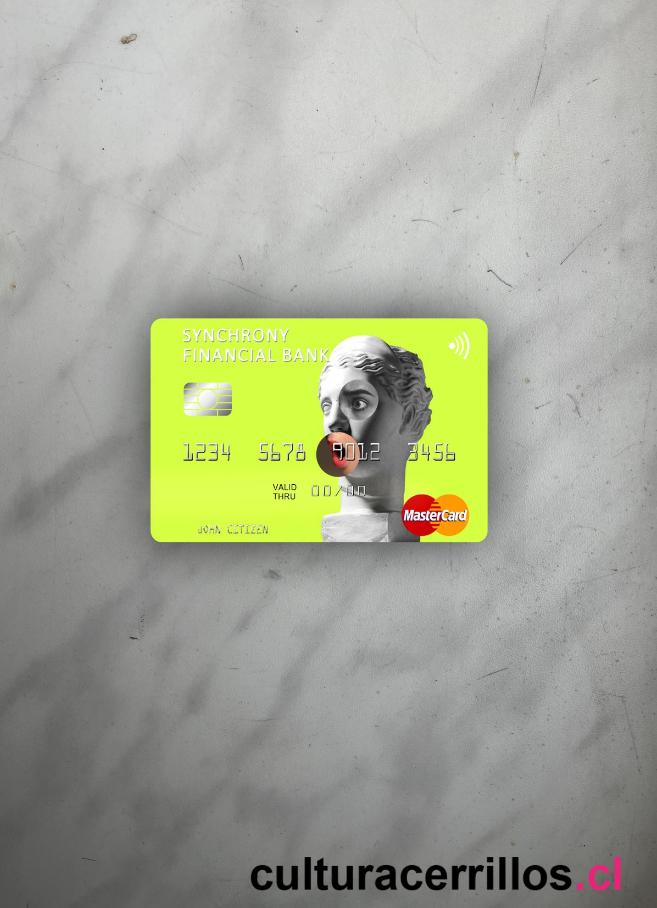 SYNCHRONY
FINANCIAL BANK
1234 5678 9012 3456
VALID
THRU 00/00
JOHN CITIZEN
MasterCard
culturacerrillos.cl